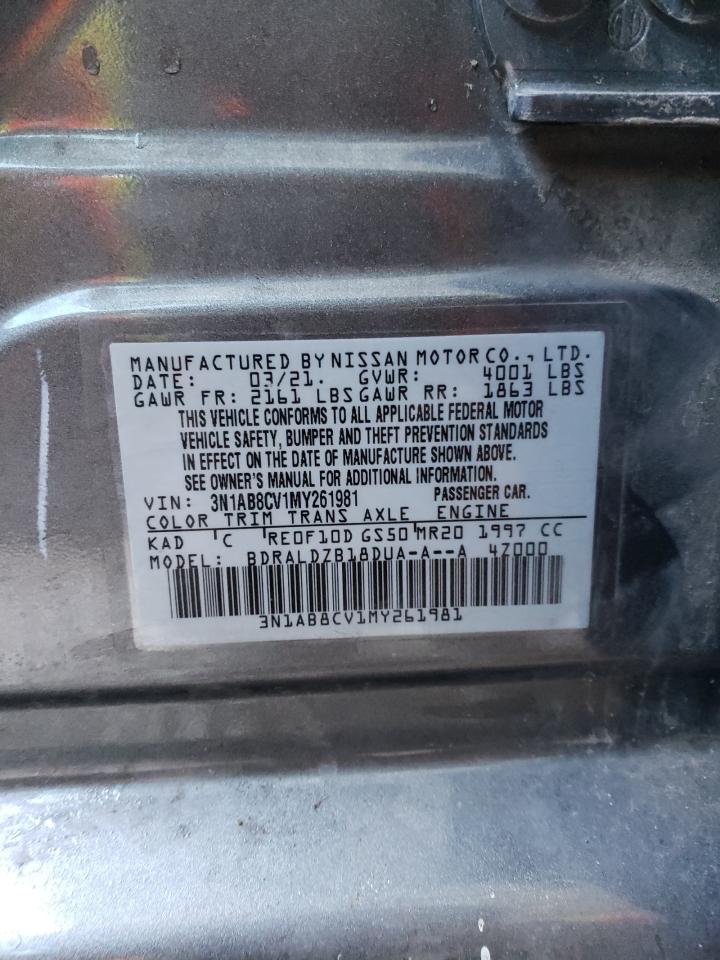 MANUFACTURED BY NISSAN MOTOR CO., LTD.
DATE: 03/21. GVWR: 4001 LBS
GAWR FR: 2161 LBS GAWR RR: 1863 LBS
THIS VEHICLE CONFORMS TO ALL APPLICABLE FEDERAL MOTOR
VEHICLE SAFETY, BUMPER AND THEFT PREVENTION STANDARDS
IN EFFECT ON THE DATE OF MANUFACTURE SHOWN ABOVE.
SEE OWNER'S MANUAL FOR ADDITIONAL INFORMATION.
VIN: 3N1AB8CV1MY261981 PASSENGER CAR.
COLOR TRIM TRANS AXLE ENGINE
KAD C RE0F10D GS50 MR20 1997 CC
MODEL: BDRALDZB18DUA-A--A 4Z000
3N1AB8CV1MY261981